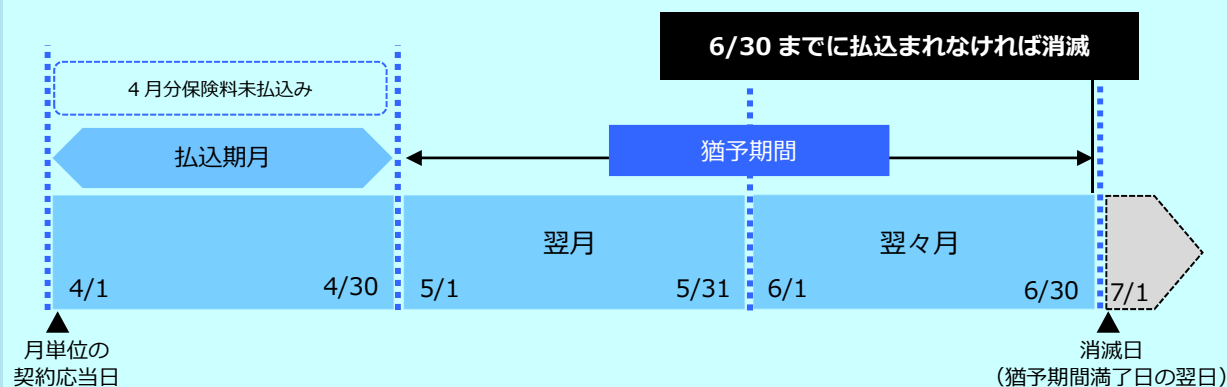 6/30 までに払込まれなければ消滅
4 月分保険料未払込み
払込期月
猶予期間
翌月
翌々月
4/1
4/30
5/1
5/31
6/1
6/30
7/1
月単位の
契約応当日
消滅日
（猶予期間満了日の翌日）